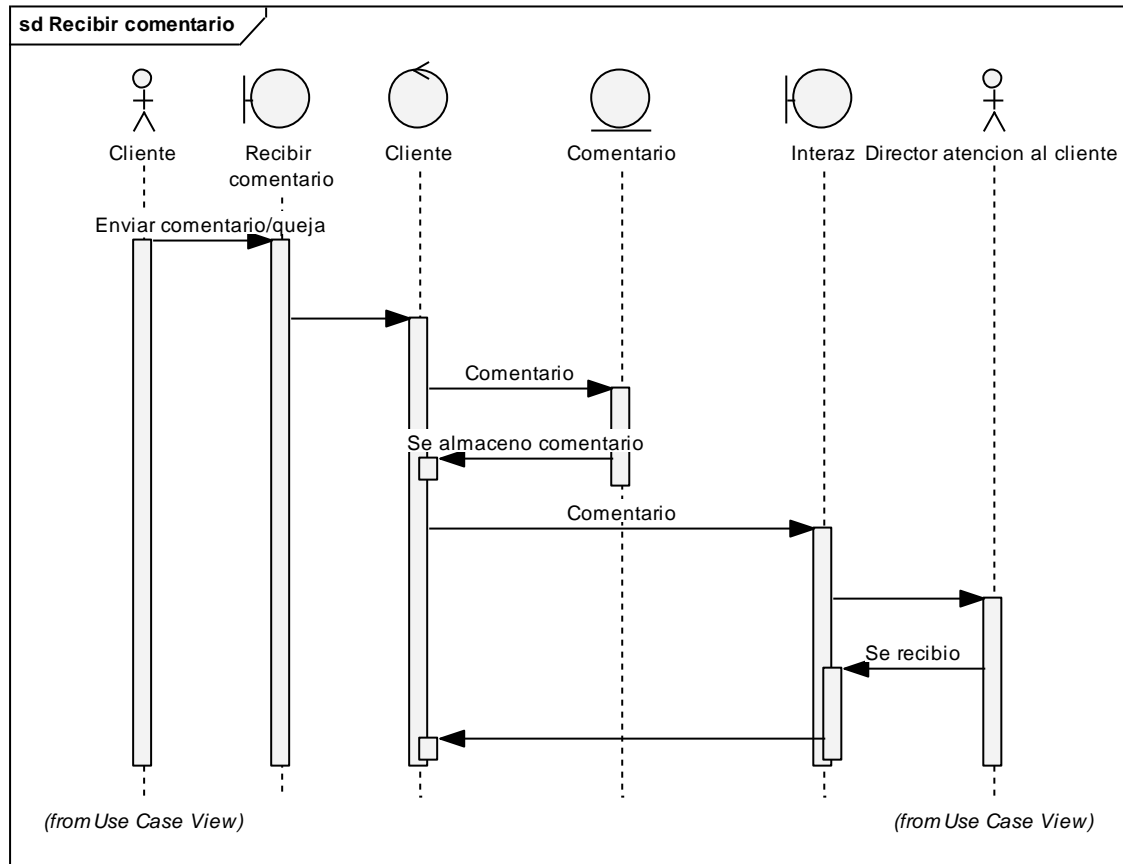 sd Recibir comentario
Cliente
Recibir
comentario
Cliente
Comentario
Interaz
Director atencion al cliente
Enviar comentario/queja
Comentario
Se almaceno comentario
Comentario
Se recibio
(from Use Case View)
(from Use Case View)